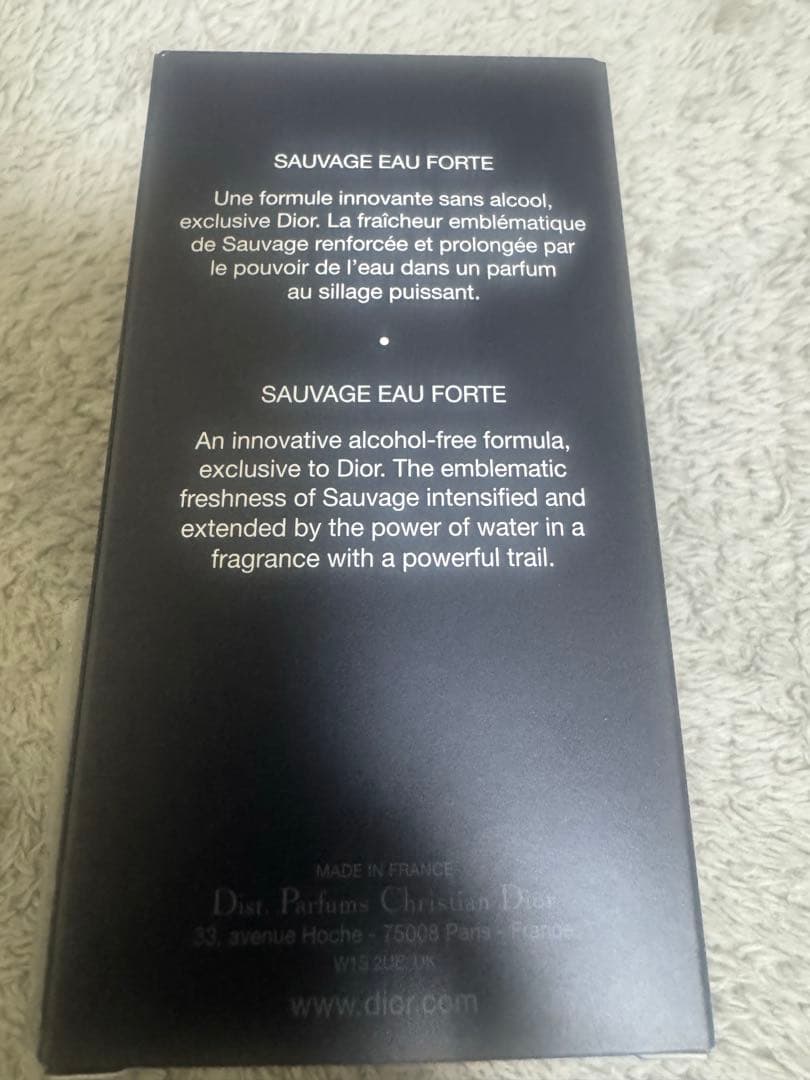 SAUVAGE EAU FORTE
Une formule innovante sans alcool,
exclusive Dior. La fraîcheur emblématique
de Sauvage renforcée et prolongée par
le pouvoir de l'eau dans un parfum
au sillage puissant.
•
SAUVAGE EAU FORTE
An innovative alcohol-free formula,
exclusive to Dior. The emblematic
freshness of Sauvage intensified and
extended by the power of water in a
fragrance with a powerful trail.
MADE IN FRANCE
Dist. Parfums Christian Dior
33, avenue Hoche - 75008 Paris - France
W1S 2UE, UK
www.dior.com